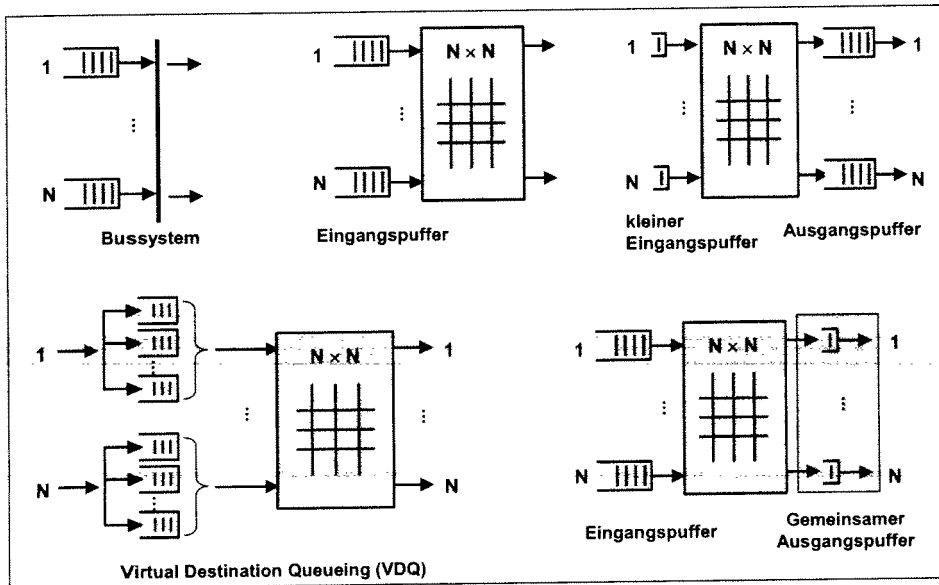 1
N
Bussystem
1
N × N
N
Eingangspuffer
1
N × N
1
N
N
kleiner
Eingangspuffer
Ausgangspuffer
1
N × N
1
N
N
Virtual Destination Queueing (VDQ)
1
N × N
1
N
N
Eingangspuffer
Gemeinsamer
Ausgangspuffer